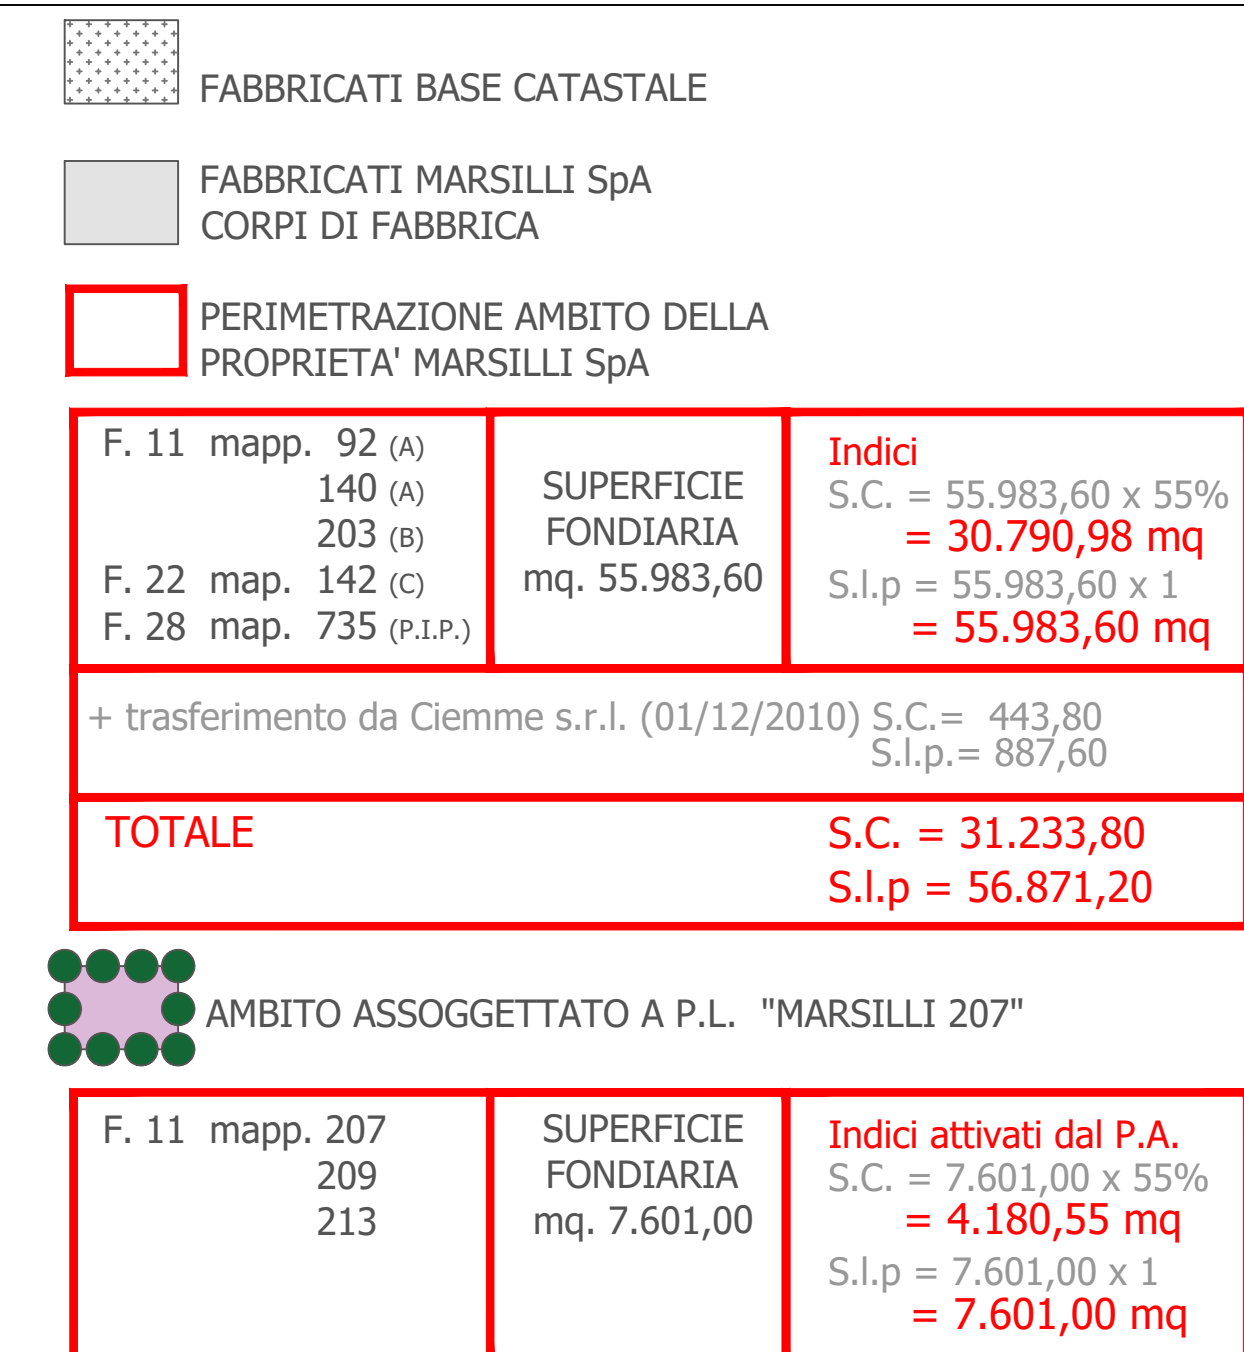 FABBRICATI BASE CATASTALE
FABBRICATI MARSILLI SpA
CORPI DI FABBRICA
PERIMETRAZIONE AMBITO DELLA
PROPRIETA' MARSILLI SpA
F. 11 mapp. 92 (A)
140 (A)
203 (B)
F. 22 map. 142 (C)
F. 28 map. 735 (P.I.P.)
SUPERFICIE
FONDIARIA
mq. 55.983,60
Indici
S.C. = 55.983,60 x 55%
= 30.790,98 mq
S.l.p = 55.983,60 x 1
= 55.983,60 mq
+ trasferimento da Ciemme s.r.l. (01/12/2010) S.C.= 443,80
S.l.p.= 887,60
TOTALE
S.C. = 31.233,80
S.l.p = 56.871,20
AMBITO ASSOGGETTATO A P.L. "MARSILLI 207"
F. 11 mapp. 207
209
213
SUPERFICIE
FONDIARIA
mq. 7.601,00
Indici attivati dal P.A.
S.C. = 7.601,00 x 55%
= 4.180,55 mq
S.l.p = 7.601,00 x 1
= 7.601,00 mq